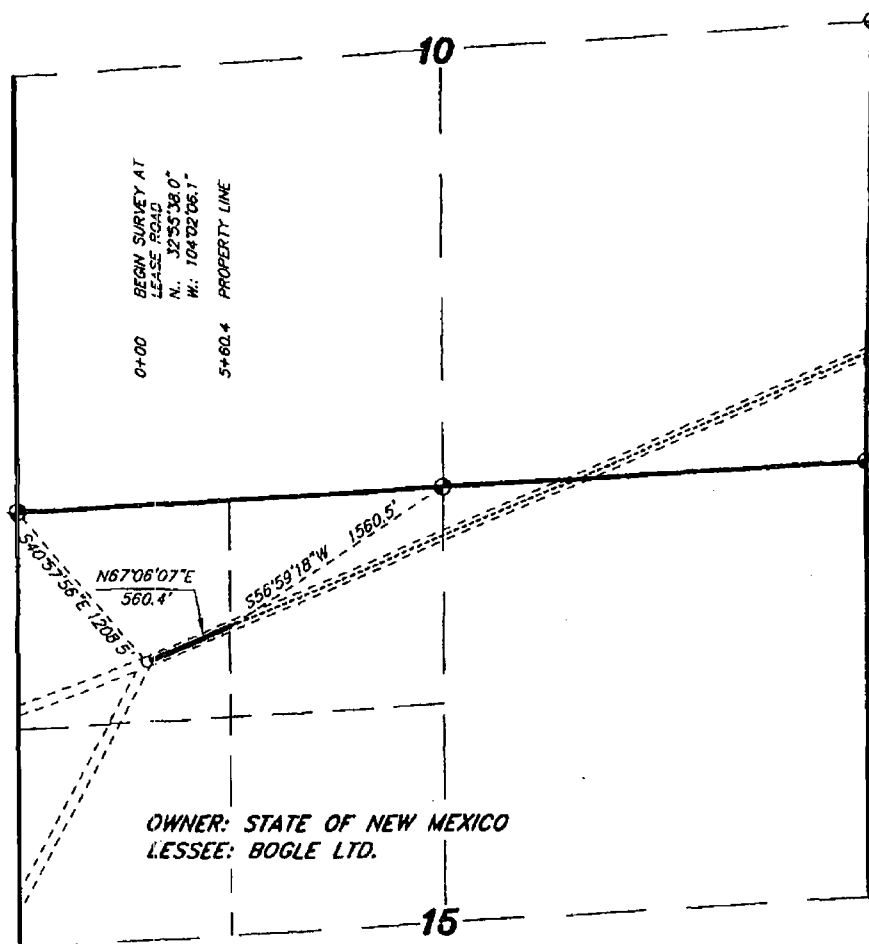 10
0+00 BEGIN SURVEY AT
LEASE ROAD
N.: 32°55'38.0"
W.: 104°02'06.1"
5+60.4 PROPERTY LINE
S40°57'56"E 1208.5'
N67°06'07"E
560.4'
S56°59'18"W 1560.5'
OWNER: STATE OF NEW MEXICO
LESSEE: BOGLE LTD.
15